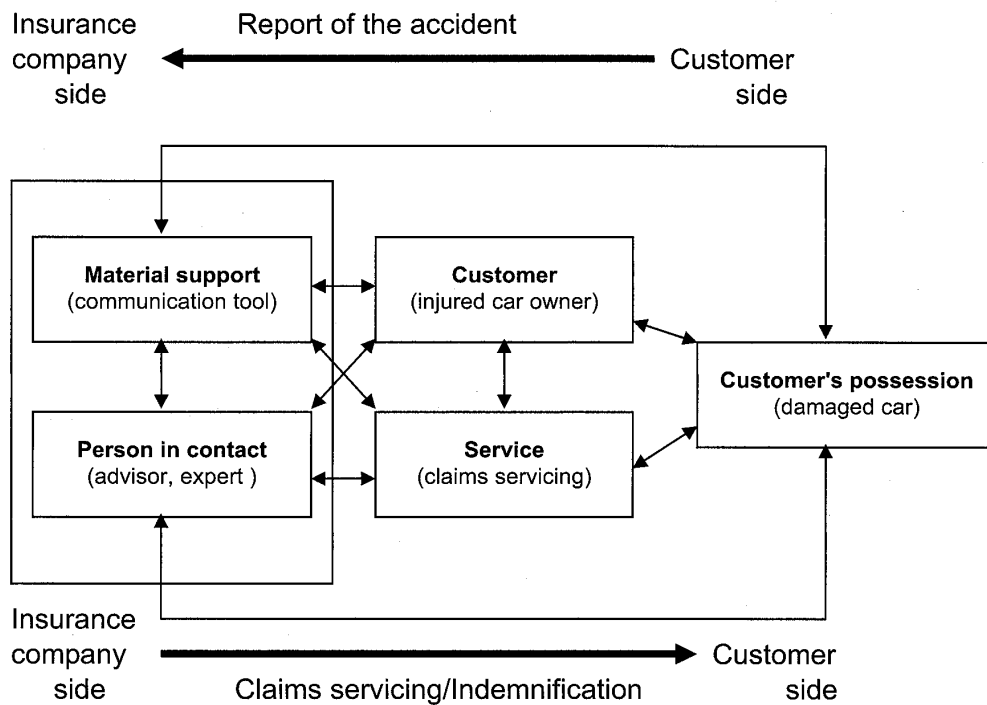 Insurance
company
side
Report of the accident
Customer
side
Material support
(communication tool)
Customer
(injured car owner)
Customer's possession
(damaged car)
Person in contact
(advisor, expert )
Service
(claims servicing)
Insurance
company
side
Claims servicing/Indemnification
Customer
side